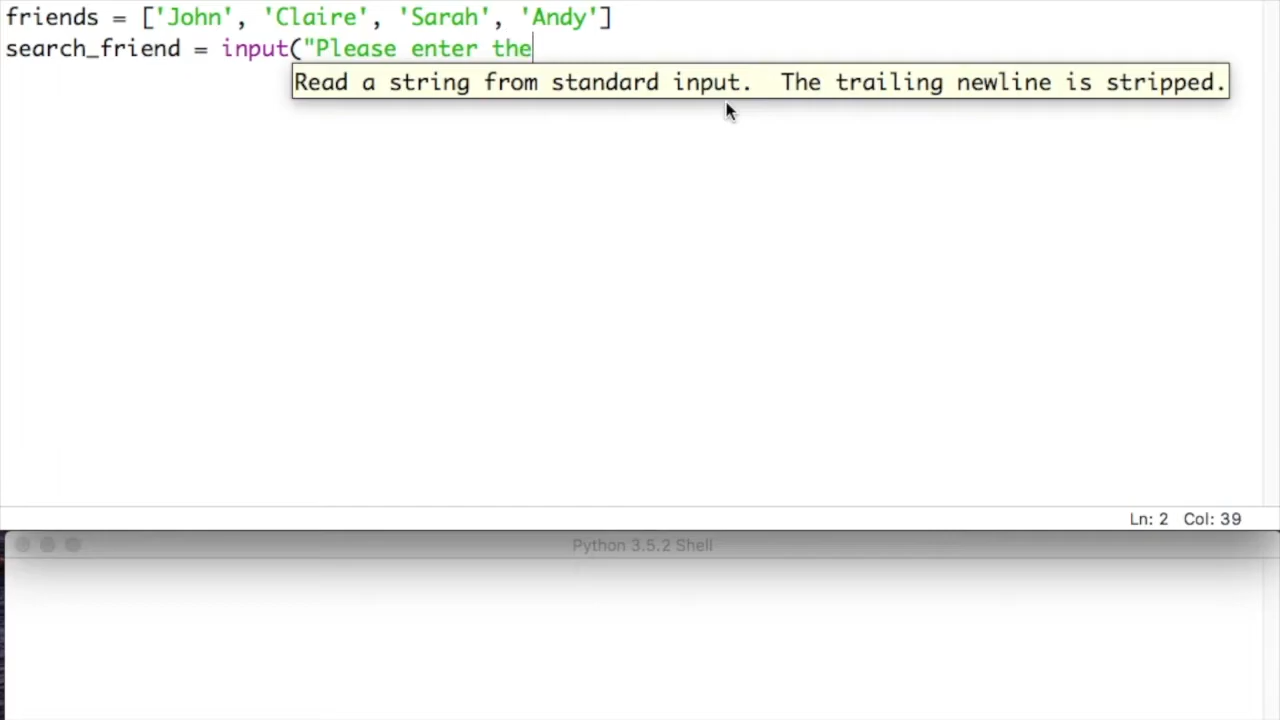 friends = ['John', 'Claire', 'Sarah', 'Andy']
search_friend = input("Please enter the
Read a string from standard input.  The trailing newline is stripped.
Ln: 2 Col: 39
Python 3.5.2 Shell